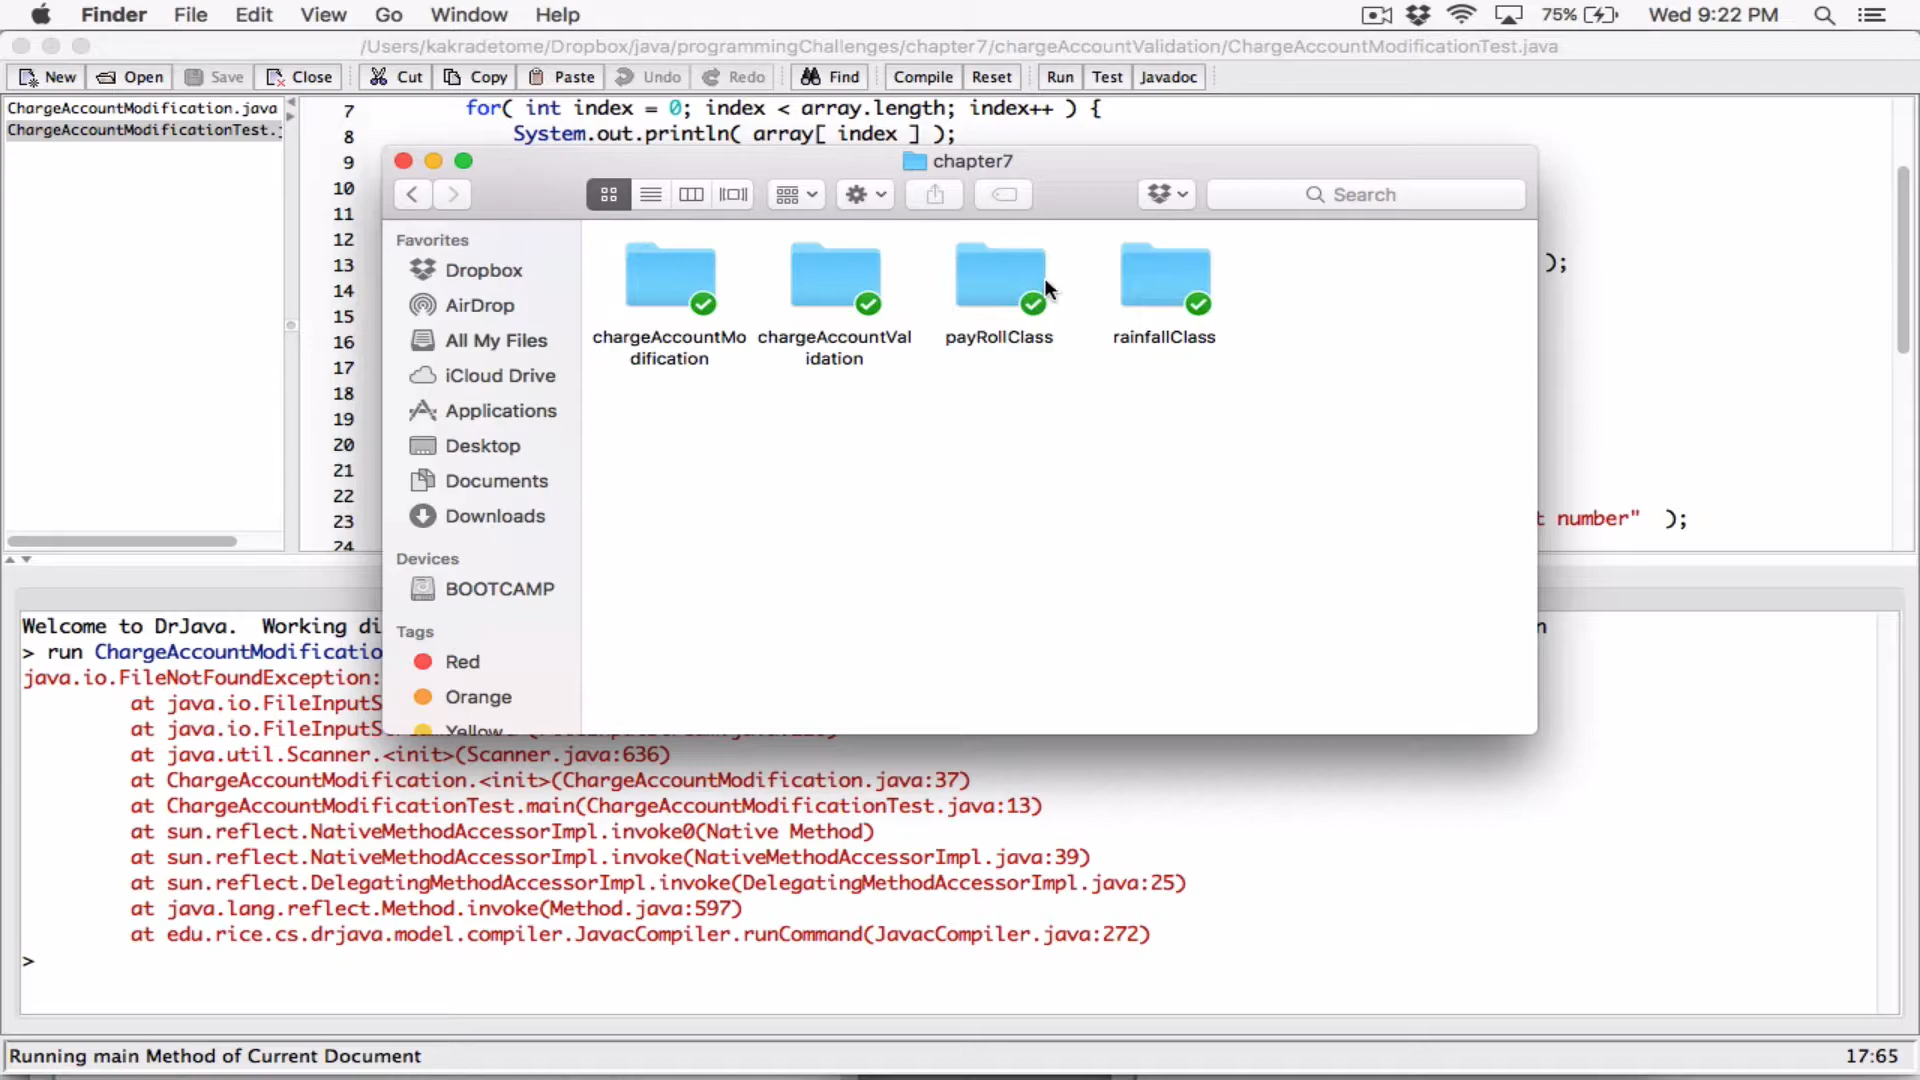 Finder File Edit View Go Window Help 75% Wed 9:22 PM
/Users/kakradetome/Dropbox/java/programmingChallenges/chapter7/chargeAccountValidation/ChargeAccountModificationTest.java
New Open Save Close Cut Copy Paste Undo Redo Find Compile Reset Run Test Javadoc
ChargeAccountModification.java
ChargeAccountModificationTest.j
7 for( int index = 0; index < array.length; index++ ) {
8 System.out.println( array[ index ] );
9
10
11
12
13 );
14
15
16
17
18
19
20
21
22
23 t number" );
24
chapter7
Search
Favorites
Dropbox
AirDrop
All My Files
iCloud Drive
Applications
Desktop
Documents
Downloads
Devices
BOOTCAMP
Tags
Red
Orange
Yellow
chargeAccountMo
dification
chargeAccountVal
idation
payRollClass
rainfallClass
Welcome to DrJava. Working di n
> run ChargeAccountModificatio
java.io.FileNotFoundException:
at java.io.FileInputS
at java.io.FileInputS
at java.util.Scanner.<init>(Scanner.java:636)
at ChargeAccountModification.<init>(ChargeAccountModification.java:37)
at ChargeAccountModificationTest.main(ChargeAccountModificationTest.java:13)
at sun.reflect.NativeMethodAccessorImpl.invoke0(Native Method)
at sun.reflect.NativeMethodAccessorImpl.invoke(NativeMethodAccessorImpl.java:39)
at sun.reflect.DelegatingMethodAccessorImpl.invoke(DelegatingMethodAccessorImpl.java:25)
at java.lang.reflect.Method.invoke(Method.java:597)
at edu.rice.cs.drjava.model.compiler.JavacCompiler.runCommand(JavacCompiler.java:272)
>
Running main Method of Current Document 17:65